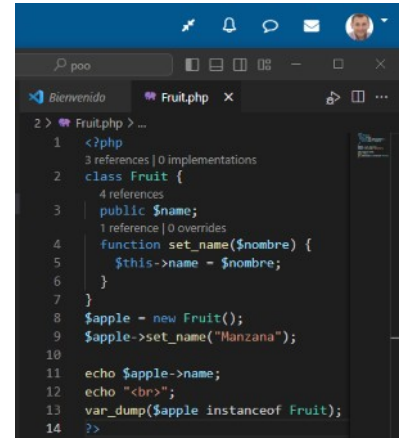 poo
Bienvenido
Fruit.php
2 > Fruit.php > ...
1 <?php
3 references | 0 implementations
2 class Fruit {
4 references
3 public $name;
1 reference | 0 overrides
4 function set_name($nombre) {
5 $this->name = $nombre;
6 }
7 }
8 $apple = new Fruit();
9 $apple->set_name("Manzana");
10
11 echo $apple->name;
12 echo "<br>";
13 var_dump($apple instanceof Fruit);
14 ?>